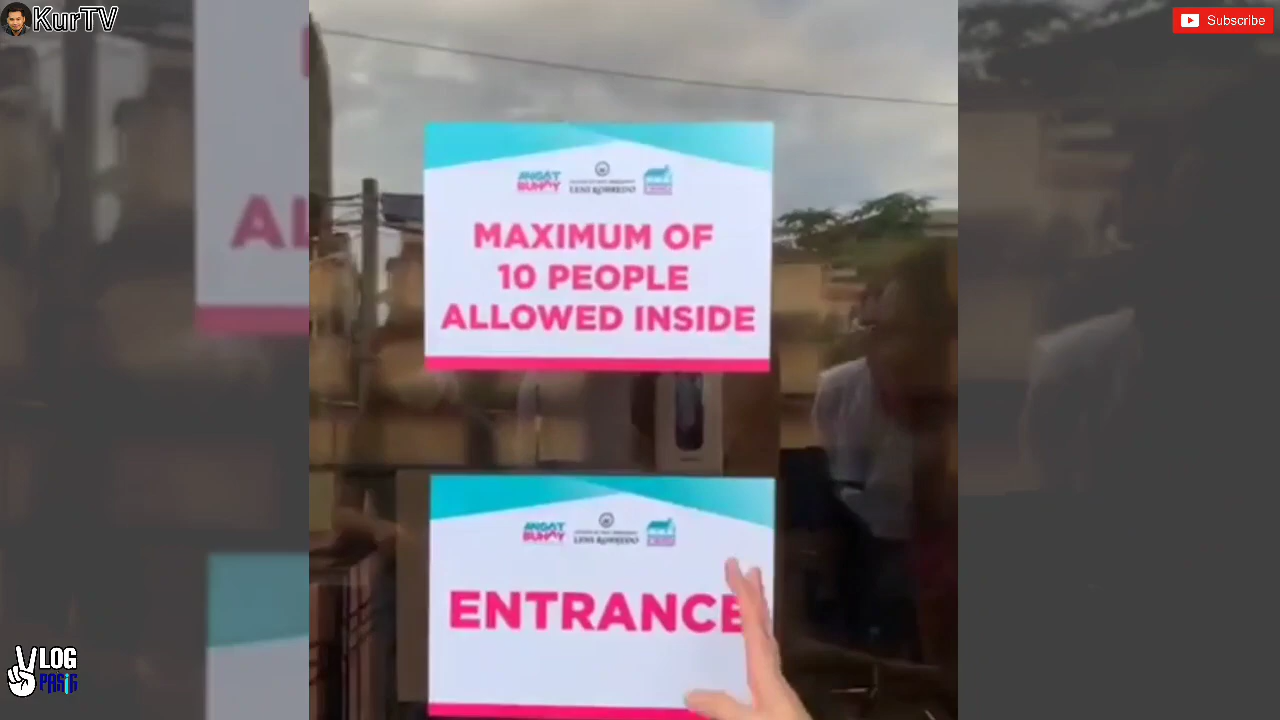 KurTV
Subscribe
AL
ANGAT
BUHAY
LENI ROBREDO
MAXIMUM OF
10 PEOPLE
ALLOWED INSIDE
ANGAT
BUHAY
LENI ROBREDO
ENTRANCE
VLOG
PASIG